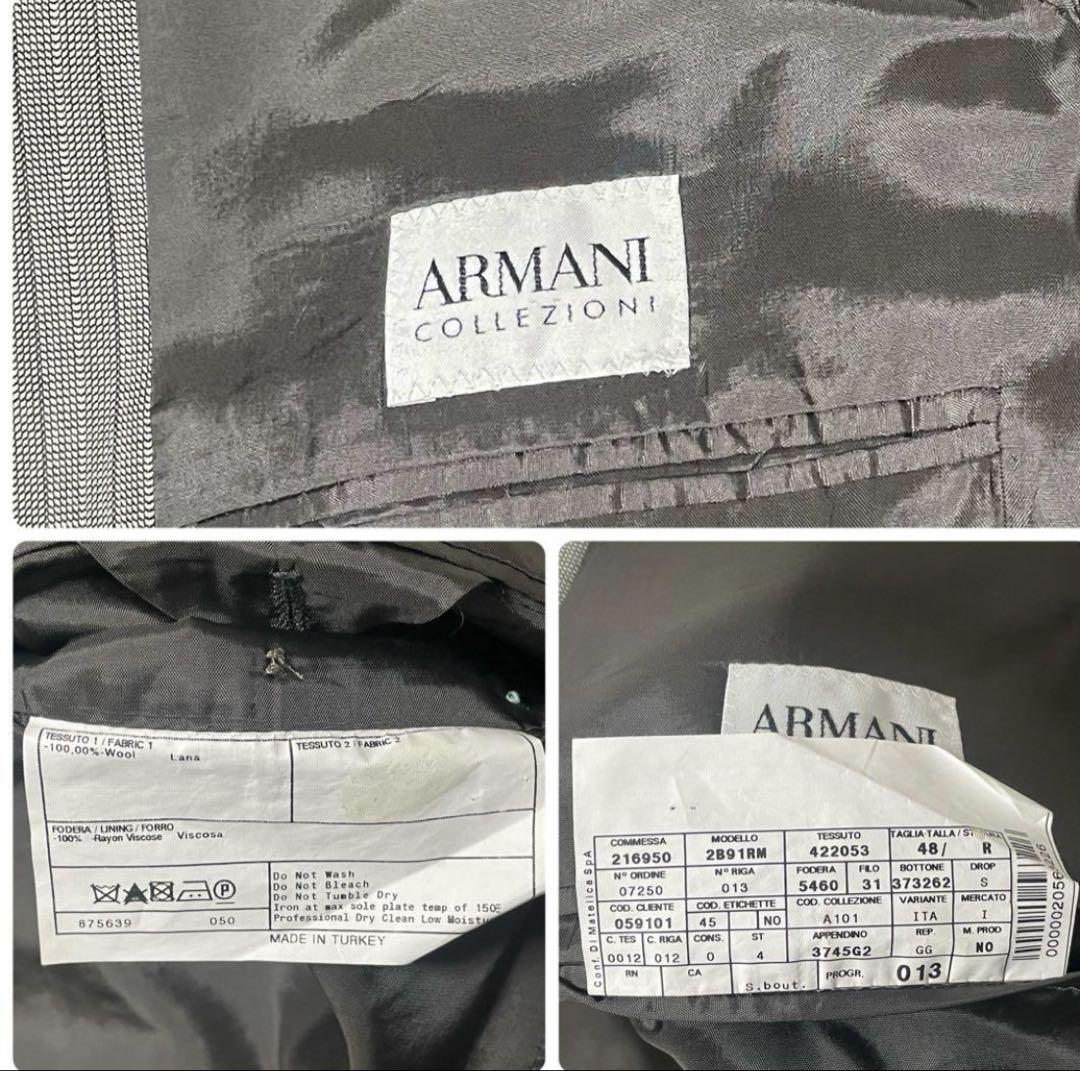 ARMANI
COLLEZIONI
TESSUTO 1 / FABRIC 1
-100,00%-Wool Lana
TESSUTO 2 / FABRIC 2
FODERA / LINING / FORRO
-100% -Rayon Viscose Viscosa
Do Not Wash
Do Not Bleach
Do Not Tumble Dry
Iron at max sole plate temp of 150
Professional Dry Clean Low
P
875639 050
MADE IN TURKEY
ARMANI
Conf. Di Matelica SpA
COMMESSA MODELLO TESSUTO TAGLIA-TALLA /
216950 2B91RM 422053 48/ R
Nº ORDINE Nº RIGA FODERA FILO BOTTONE DROP
07250 013 5460 31 373262 S
COD. CLIENTE COD. ETICHETTE COD. COLLEZIONE VARIANTE MERCATO
059101 45 NO A101 ITA I
C. TES C. RIGA CONS. ST APPENDINO REP. M. PROD
0012 012 0 4 3745G2 GG NO
RN CA S.bout. PROGR. 013